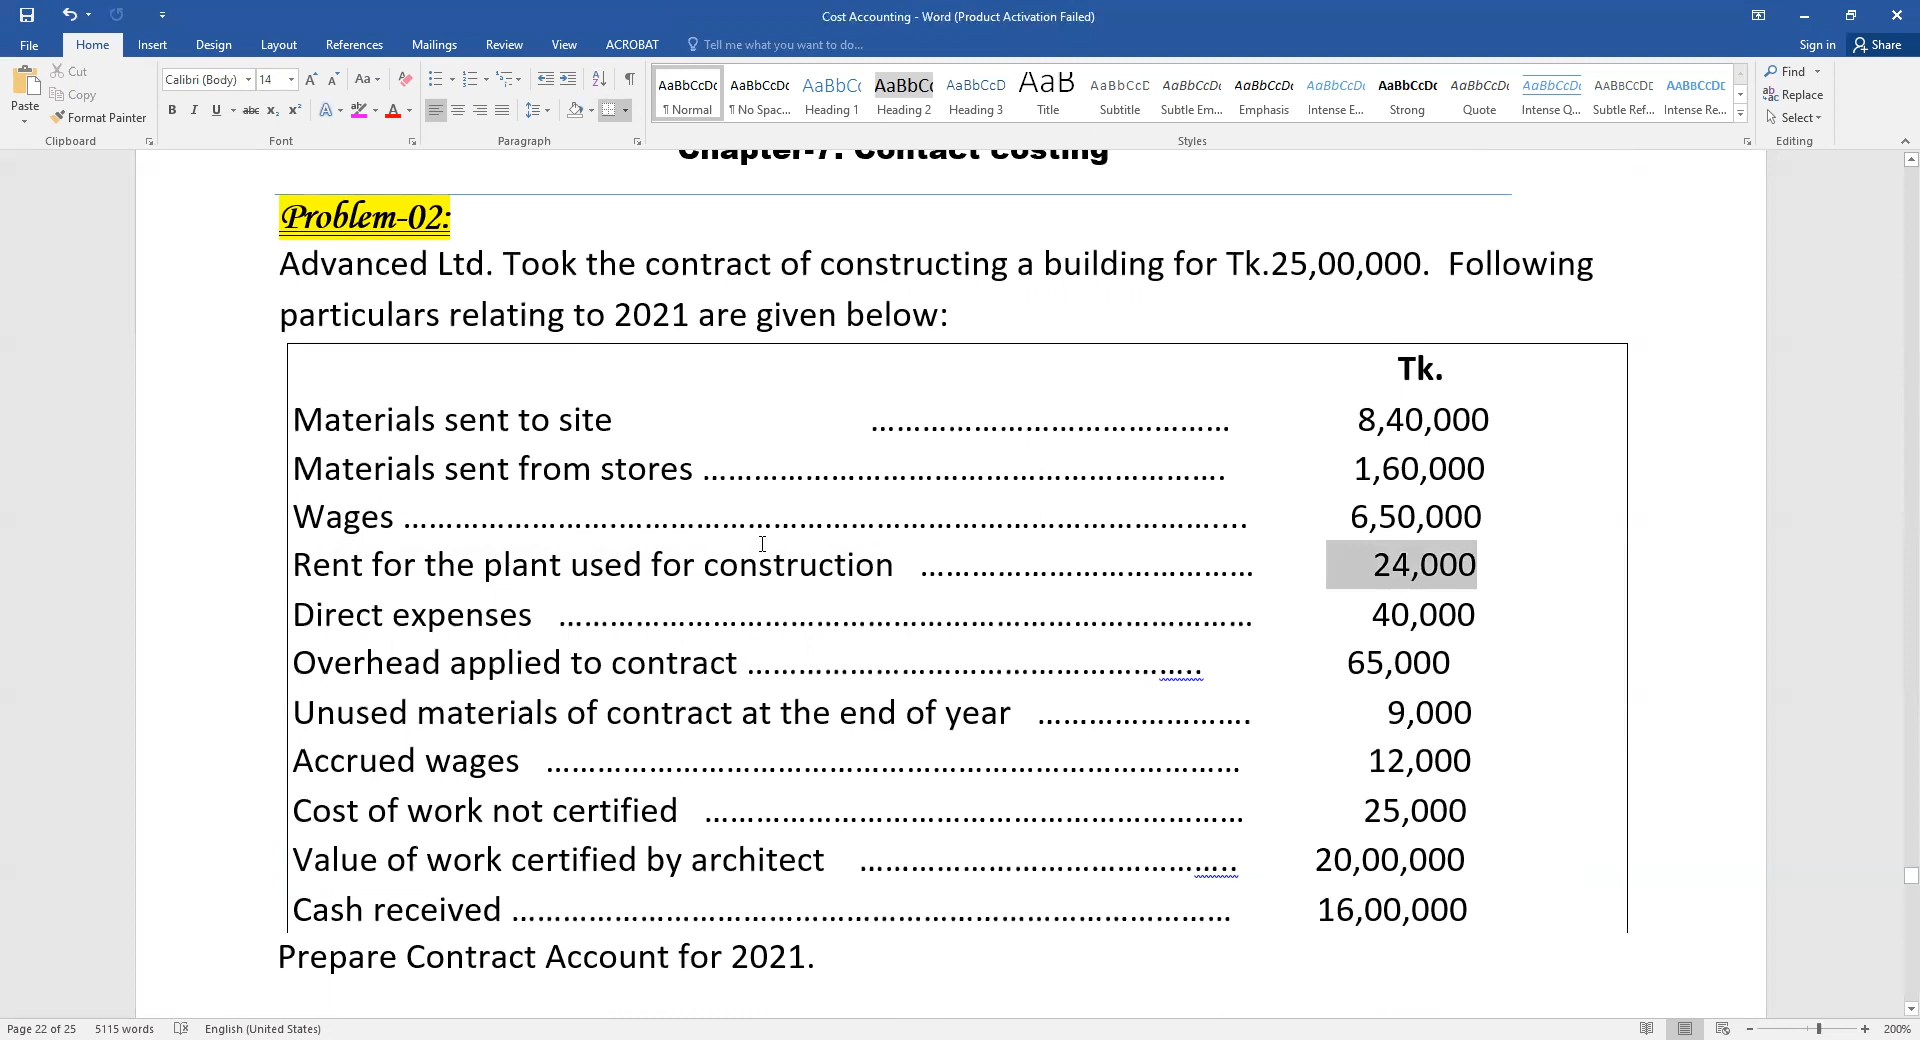 Cost Accounting - Word (Product Activation Failed)
File Home Insert Design Layout References Mailings Review View ACROBAT Tell me what you want to do... Sign in Share
Paste Cut Copy Format Painter
Calibri (Body) 14
AaBbCcDc AaBbCcDc AaBbCc AaBbCc AaBbCcD AaB AaBbCcD AaBbCcDc AaBbCcDc AaBbCcDc AaBbCcDc AaBbCcDc AaBbCcDc AABBCCDE AABBCCDE
¶ Normal ¶ No Spac... Heading 1 Heading 2 Heading 3 Title Subtitle Subtle Em... Emphasis Intense E... Strong Quote Intense Q... Subtle Ref... Intense Re...
Find Replace Select
Clipboard Font Paragraph Styles Editing
Chapter-7: Contact costing
Problem-02:
Advanced Ltd. Took the contract of constructing a building for Tk.25,00,000. Following
particulars relating to 2021 are given below:
Tk.
Materials sent to site …………………………………… 8,40,000
Materials sent from stores ……………………………………………………. 1,60,000
Wages …………………………………………………………………………………….... 6,50,000
Rent for the plant used for construction ………………………………… 24,000
Direct expenses ……………………………………………………………………… 40,000
Overhead applied to contract …………………………………………….. 65,000
Unused materials of contract at the end of year ……………………. 9,000
Accrued wages ……………………………………………………………………… 12,000
Cost of work not certified ……………………………………………………… 25,000
Value of work certified by architect …………………………………….. 20,00,000
Cash received ………………………………………………………………………… 16,00,000
Prepare Contract Account for 2021.
Page 22 of 25 5115 words English (United States) 200%